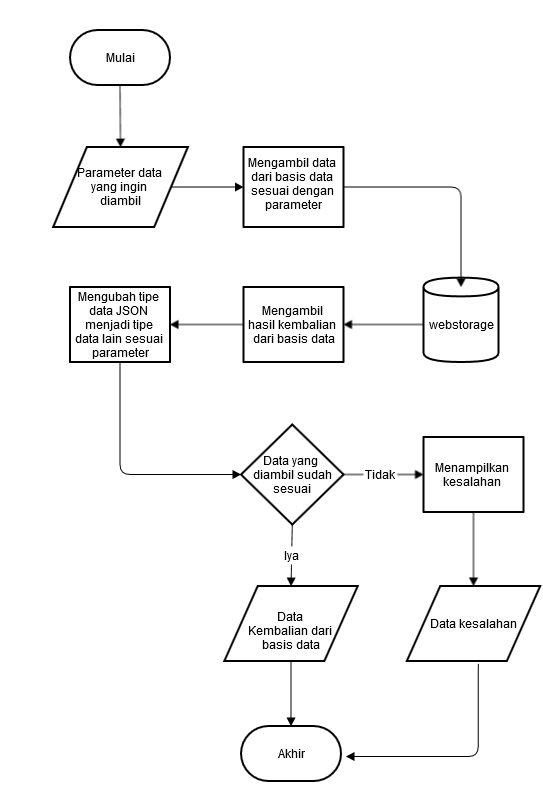 Mulai
Parameter data
yang ingin
diambil
Mengambil data
dari basis data
sesuai dengan
parameter
webstorage
Mengambil
hasil kembalian
dari basis data
Mengubah tipe
data JSON
menjadi tipe
data lain sesuai
parameter
Data yang
diambil sudah
sesuai
Tidak
Menampilkan
kesalahan
Iya
Data
Kembalian dari
basis data
Data kesalahan
Akhir